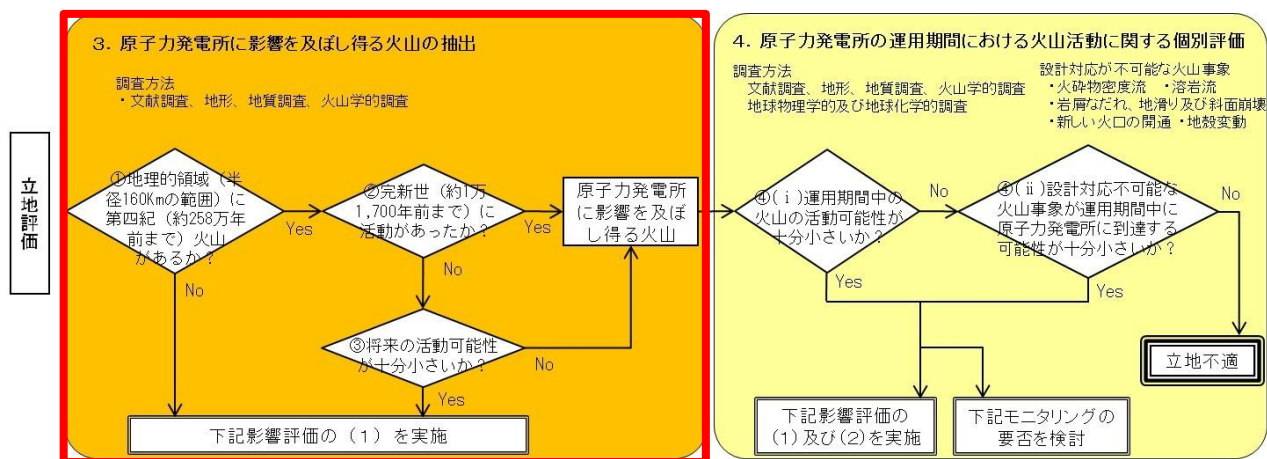 立地評価
3. 原子力発電所に影響を及ぼし得る火山の抽出
調査方法
・文献調査、地形、地質調査、火山学的調査
①地理的領域（半
径160Kmの範囲）に
第四紀（約258万年
前まで）火山
があるか？
Yes
No
②完新世（約1万
1,700年前まで）に
活動があったか？
Yes
No
③将来の活動可能性
が十分小さいか？
No
Yes
原子力発電所
に影響を及ぼ
し得る火山
下記影響評価の（1）を実施
4. 原子力発電所の運用期間における火山活動に関する個別評価
調査方法
文献調査、地形、地質調査、火山学的調査
地球物理学的及び地球化学的調査
設計対応が不可能な火山事象
・火砕物密度流　・溶岩流
・岩屑なだれ、地滑り及び斜面崩壊
・新しい火口の開通　・地殻変動
④(ⅰ)運用期間中の
火山の活動可能性が
十分小さいか？
No
Yes
④(ⅱ)設計対応不可能な
火山事象が運用期間中に
原子力発電所に到達する
可能性が十分小さいか？
No
Yes
立地不適
下記影響評価の
(1)及び(2)を実施
下記モニタリングの
要否を検討